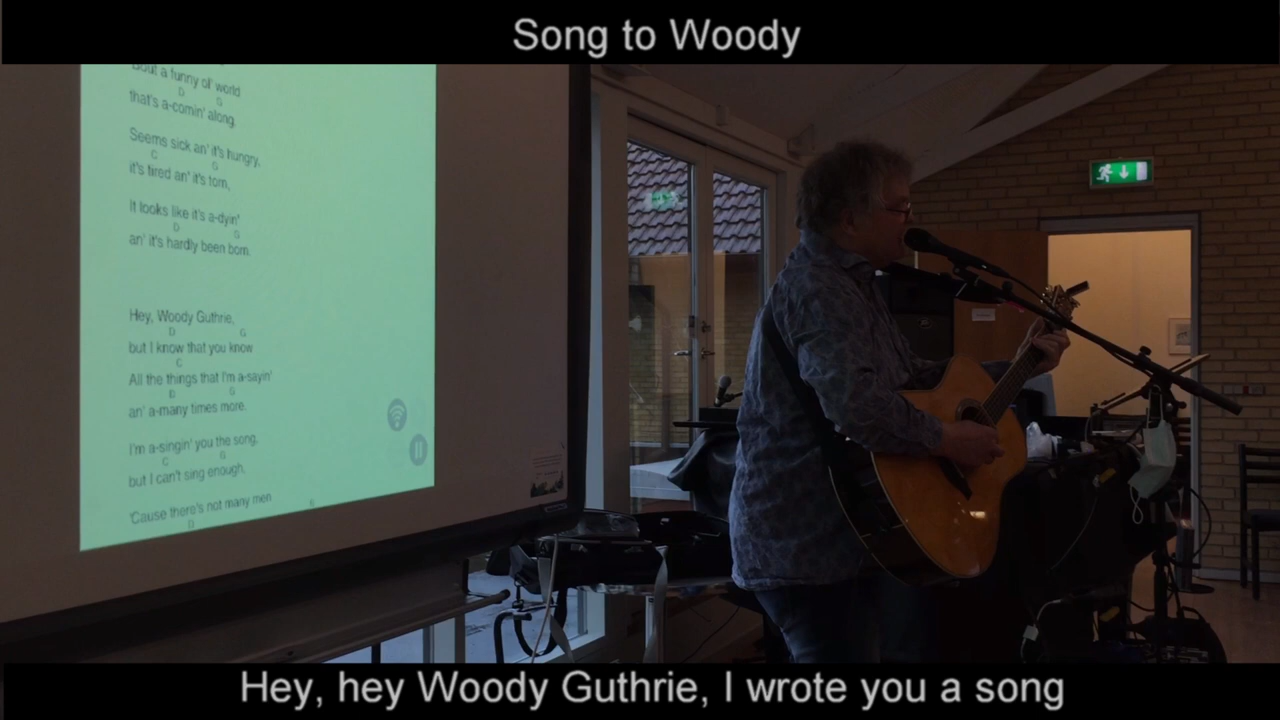 Song to Woody
'Bout a funny ol' world
D G
that's a-comin' along.
Seems sick an' it's hungry,
C G
it's tired an' it's torn,
It looks like it's a-dyin'
D G
an' it's hardly been born.
Hey, Woody Guthrie,
D G
but I know that you know
C
All the things that I'm a-sayin'
D G
an' a-many times more.
I'm a-singin' you the song,
C G
but I can't sing enough,
'Cause there's not many men
D
Hey, hey Woody Guthrie, I wrote you a song